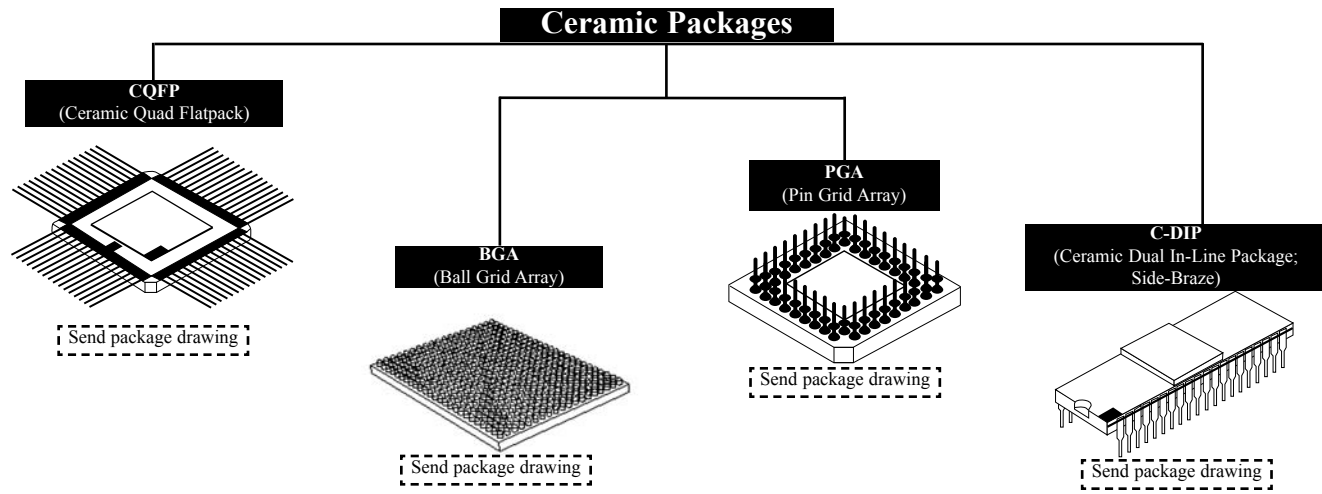 Ceramic Packages
CQFP
(Ceramic Quad Flatpack)
Send package drawing
BGA
(Ball Grid Array)
Send package drawing
PGA
(Pin Grid Array)
Send package drawing
C-DIP
(Ceramic Dual In-Line Package;
Side-Braze)
Send package drawing